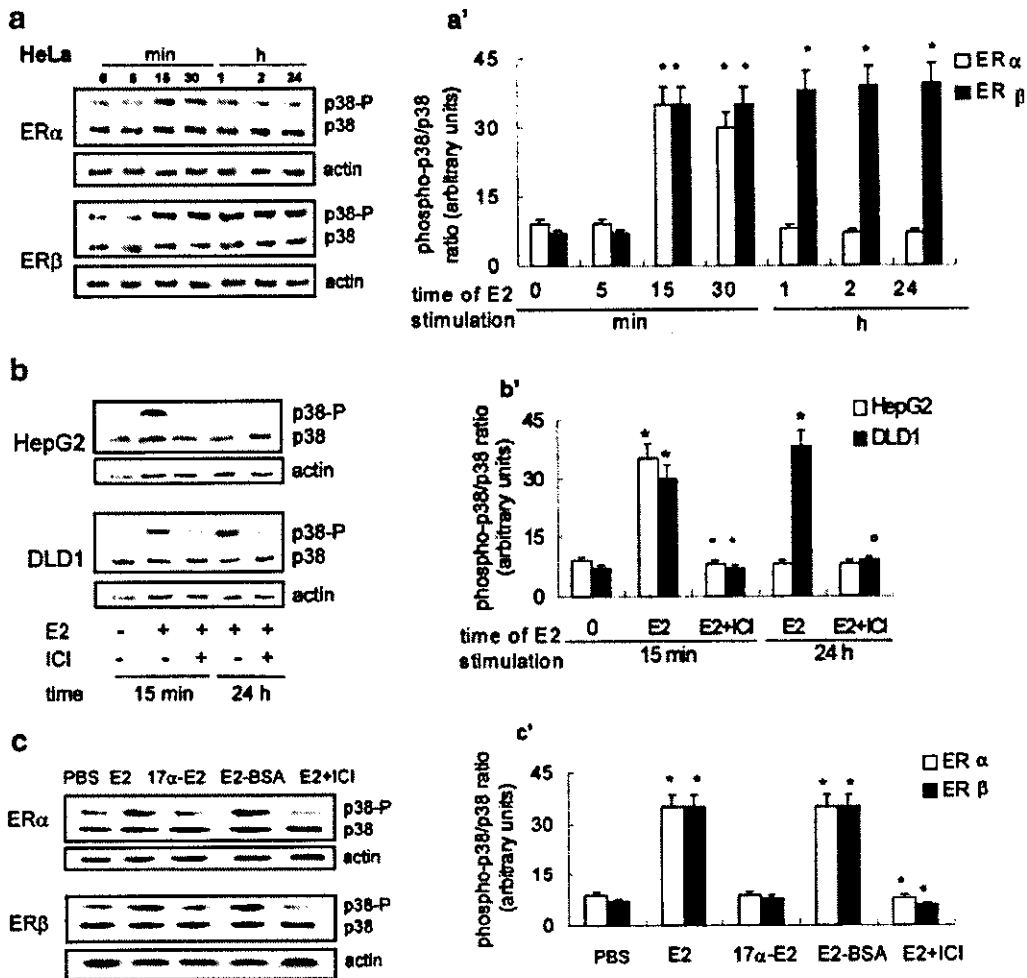 a
HeLa min h
0 5 15 30 1 2 24
p38-P
ERα p38
actin
p38-P
p38
ERβ
actin
a'
ER α
ER β
phospho-p38/p38
ratio (arbitrary units)
45
30
15
0
* * * * * * *
time of E2 0 5 15 30 1 2 24
stimulation min h
b
p38-P
HepG2 p38
actin
p38-P
DLD1 p38
actin
E2 - + + + +
ICI - - + - +
time 15 min 24 h
b'
HepG2
DLD1
phospho-p38/p38 ratio
(arbitrary units)
45
30
15
0
* * *
time of E2 0 E2 E2+ICI E2 E2+ICI
stimulation 15 min 24 h
c
PBS E2 17α-E2 E2-BSA E2+ICI
p38-P
ERα p38
actin
p38-P
ERβ p38
actin
c'
ER α
ER β
phospho-p38/p38 ratio
(arbitrary units)
45
30
15
0
* * * * * *
PBS E2 17α-E2 E2-BSA E2+ICI